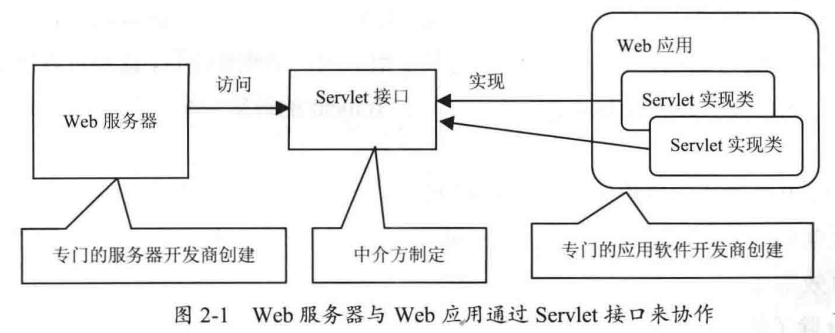 Web 应用
访问
实现
Web 服务器
Servlet 接口
Servlet 实现类
Servlet 实现类
专门的服务器开发商创建
中介方制定
专门的应用软件开发商创建
图 2-1 Web 服务器与 Web 应用通过 Servlet 接口来协作